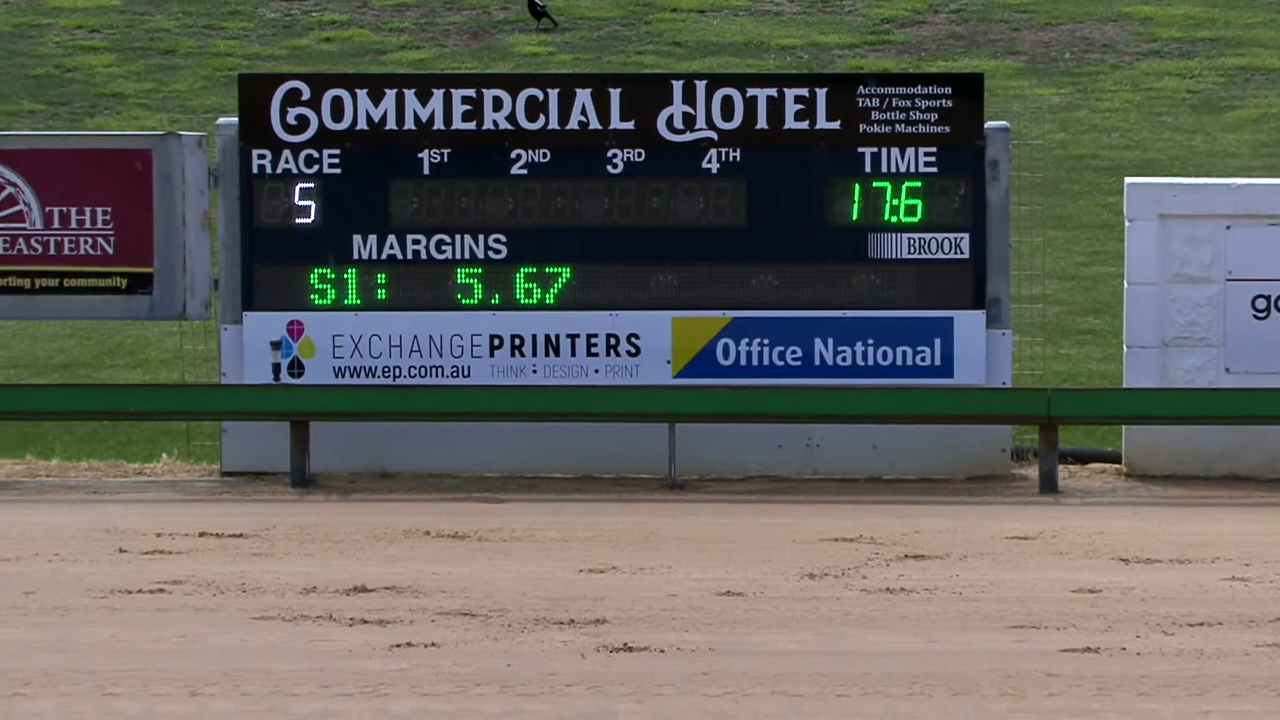 COMMERCIAL HOTEL
Accommodation
TAB / Fox Sports
Bottle Shop
Pokie Machines
RACE 1ST 2ND 3RD 4TH TIME
5 17:6
MARGINS
BROOK
S1: 5.67
EXCHANGEPRINTERS
www.ep.com.au THINK : DESIGN • PRINT
Office National
THE
EASTERN
orting your community
go